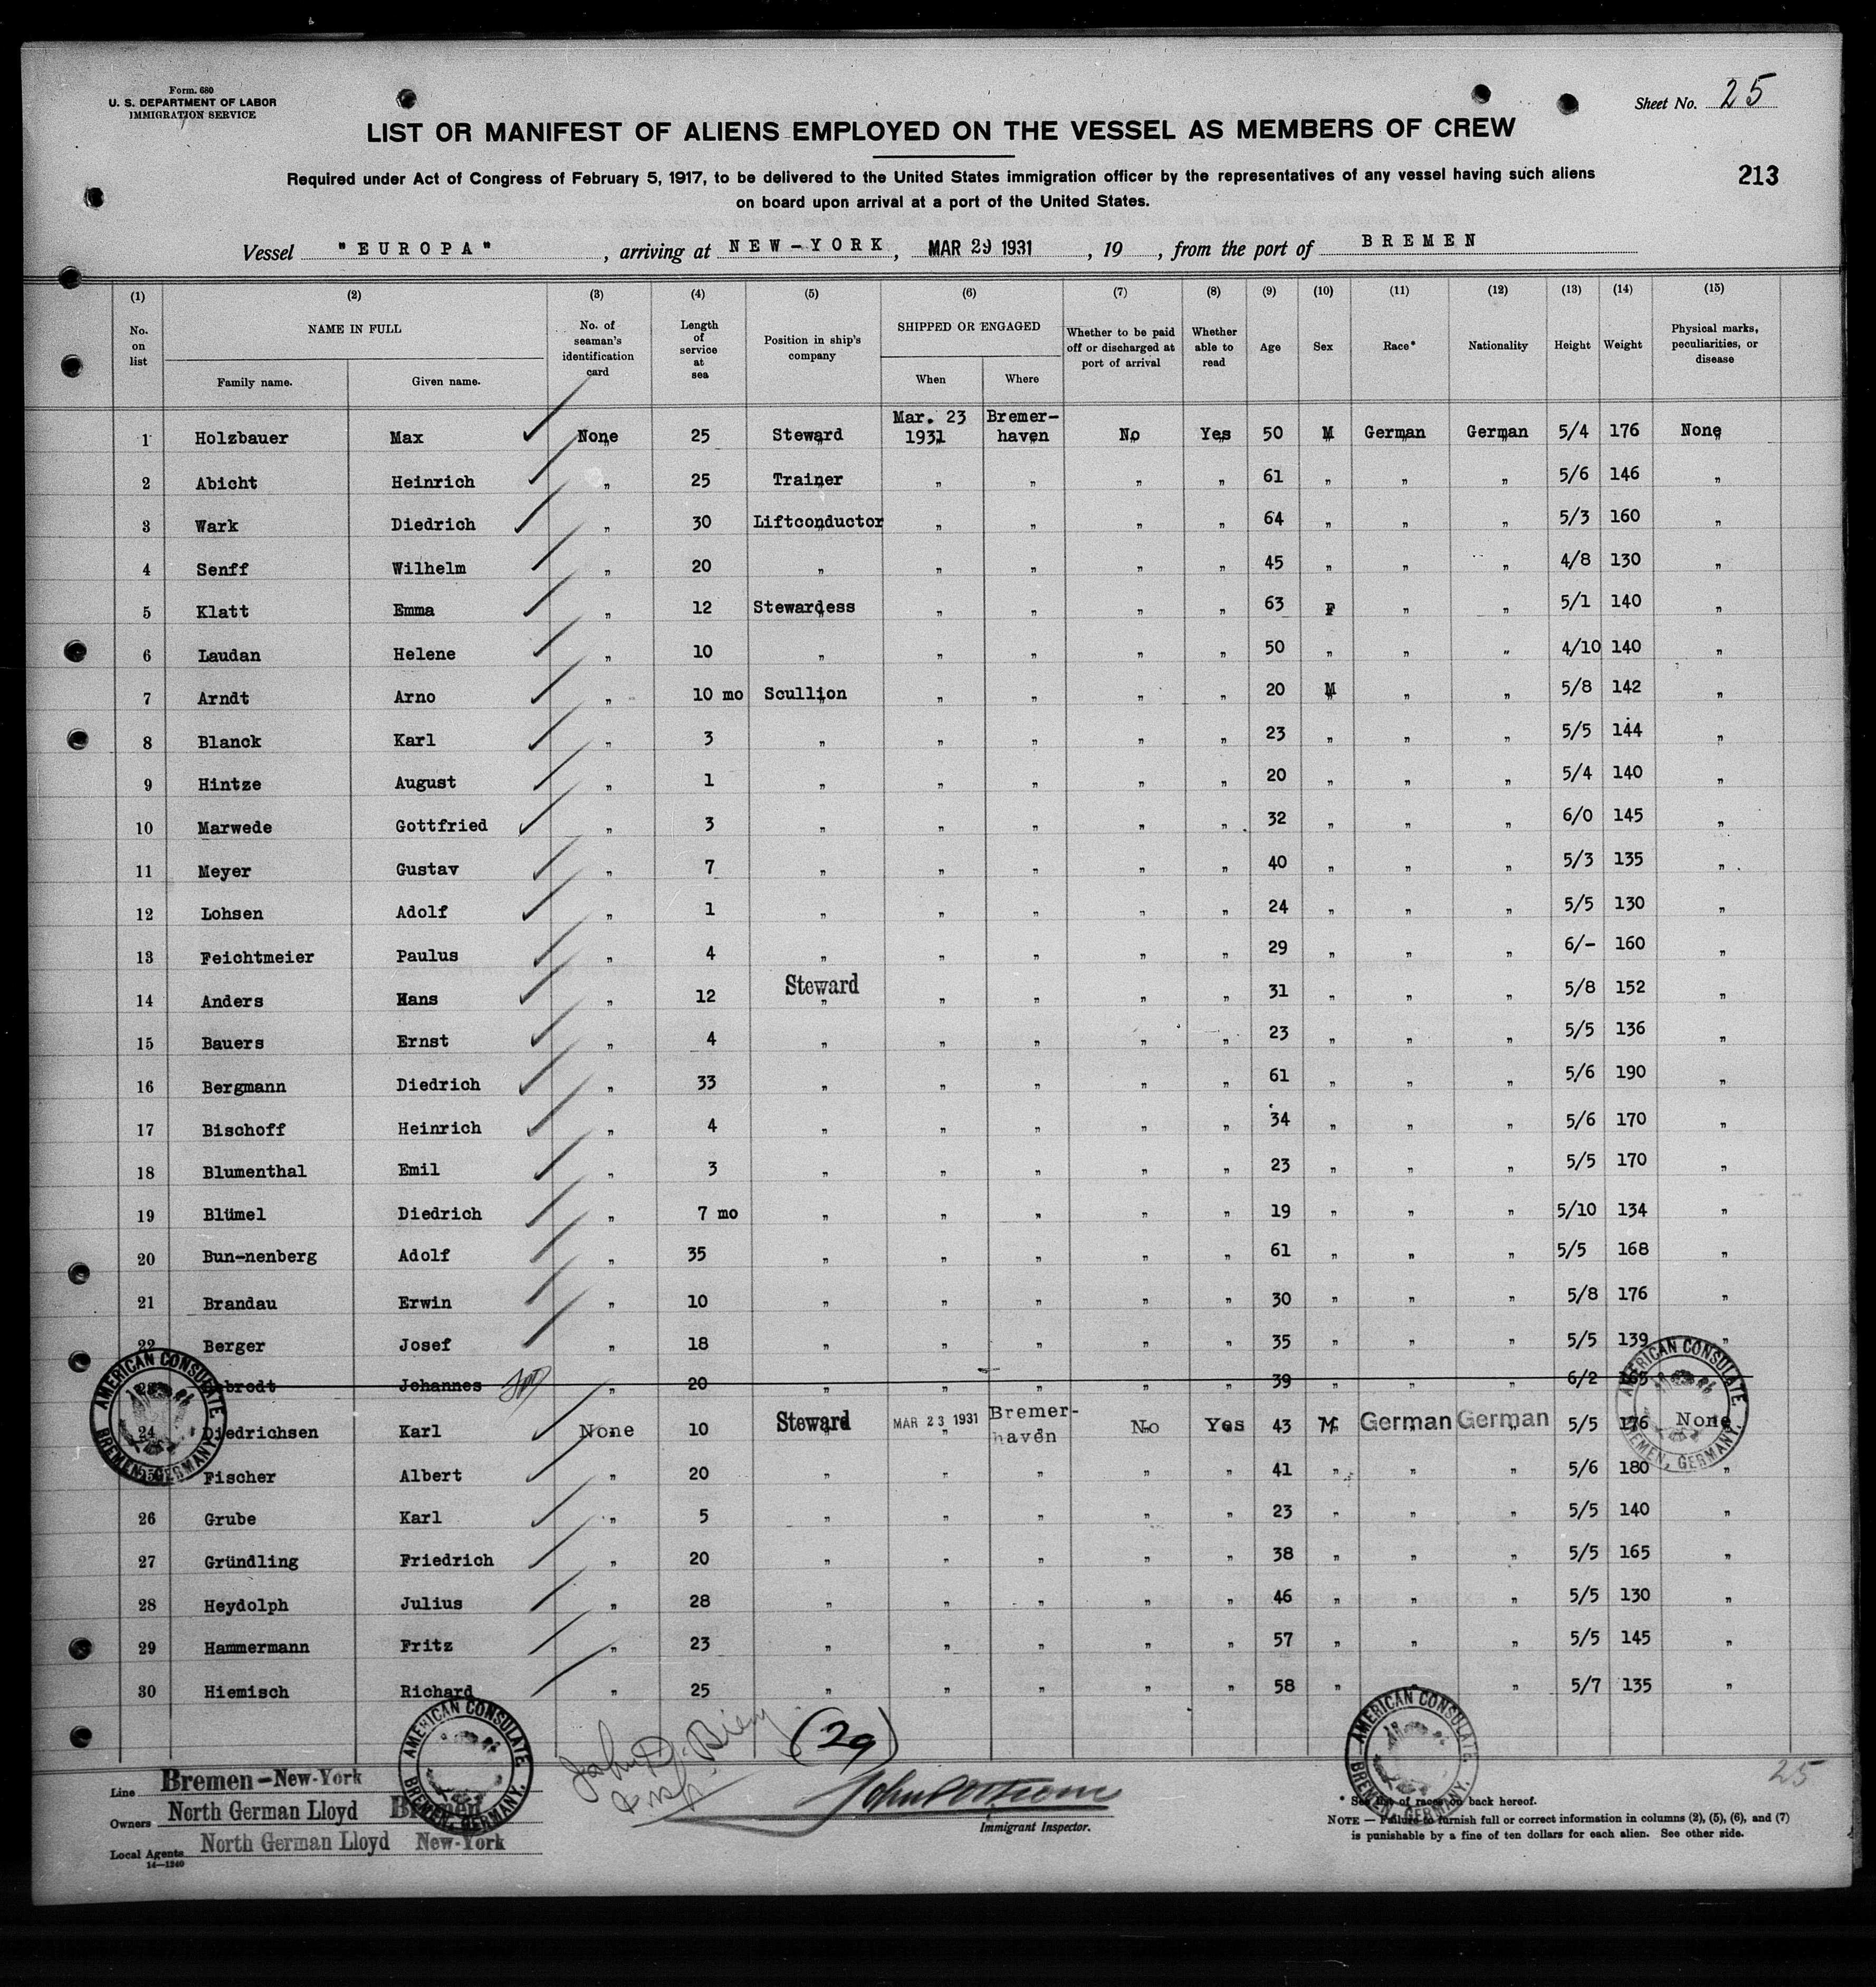 Form. 680
U. S. DEPARTMENT OF LABOR
IMMIGRATION SERVICE
Sheet No. 25
LIST OR MANIFEST OF ALIENS EMPLOYED ON THE VESSEL AS MEMBERS OF CREW
213
Required under Act of Congress of February 5, 1917, to be delivered to the United States immigration officer by the representatives of any vessel having such aliens
on board upon arrival at a port of the United States.
Vessel "EUROPA", arriving at NEW-YORK, MAR 29 1931, 19 , from the port of BREMEN
(1) (2) (3) (4) (5) (6) (7) (8) (9) (10) (11) (12) (13) (14) (15)
No. on list NAME IN FULL No. of seaman's identification card Length of service at sea Position in ship's company SHIPPED OR ENGAGED Whether to be paid off or discharged at port of arrival Whether able to read Age Sex Race* Nationality Height Weight Physical marks, peculiarities, or disease
Family name. Given name. When Where
1 Holzbauer Max None 25 Steward Mar. 23 1931 Bremer-haven No Yes 50 M German German 5/4 176 None
2 Abicht Heinrich " 25 Trainer " " " " 61 " " " 5/6 146 "
3 Wark Diedrich " 30 Liftconductor " " " " 64 " " " 5/3 160 "
4 Senff Wilhelm " 20 " " " " " 45 " " " 4/8 130 "
5 Klatt Emma " 12 Stewardess " " " " 63 F " " 5/1 140 "
6 Laudan Helene " 10 " " " " " 50 " " " 4/10 140 "
7 Arndt Arno " 10 mo Scullion " " " " 20 M " " 5/8 142 "
8 Blanck Karl " 3 " " " " " 23 " " " 5/5 144 "
9 Hintze August " 1 " " " " " 20 " " " 5/4 140 "
10 Marwede Gottfried " 3 " " " " " 32 " " " 6/0 145 "
11 Meyer Gustav " 7 " " " " " 40 " " " 5/3 135 "
12 Lohsen Adolf " 1 " " " " " 24 " " " 5/5 130 "
13 Feichtmeier Paulus " 4 " " " " " 29 " " " 6/- 160 "
14 Anders Hans " 12 Steward " " " " 31 " " " 5/8 152 "
15 Bauers Ernst " 4 " " " " " 23 " " " 5/5 136 "
16 Bergmann Diedrich " 33 " " " " " 61 " " " 5/6 190 "
17 Bischoff Heinrich " 4 " " " " " 34 " " " 5/6 170 "
18 Blumenthal Emil " 3 " " " " " 23 " " " 5/5 170 "
19 Blümel Diedrich " 7 mo " " " " " 19 " " " 5/10 134 "
20 Bun-nenberg Adolf " 35 " " " " " 61 " " " 5/5 168 "
21 Brandau Erwin " 10 " " " " " 30 " " " 5/8 176 "
22 Berger Josef " 18 " " " " " 35 " " " 5/5 139 "
23 Johannes " 20 " " " " " 39 " " " 6/2 "
24 Diedrichsen Karl None 10 Steward MAR 23 1931 Bremer-haven No Yes 43 M German German 5/5 176 None
25 Fischer Albert " 20 " " " " " 41 " " " 5/6 180 "
26 Grube Karl " 5 " " " " " 23 " " " 5/5 140 "
27 Gründling Friedrich " 20 " " " " " 38 " " " 5/5 165 "
28 Heydolph Julius " 28 " " " " " 46 " " " 5/5 130 "
29 Hammermann Fritz " 23 " " " " " 57 " " " 5/5 145 "
30 Hiemisch Richard " 25 " " " " " 58 " " " 5/7 135 "
AMERICAN CONSULATE BREMEN, GERMANY.
AMERICAN CONSULATE BREMEN, GERMANY.
AMERICAN CONSULATE BREMEN, GERMANY.
AMERICAN CONSULATE BREMEN, GERMANY.
(29)
25
Line Bremen-New-York
Owners North German Lloyd Bremen
Local Agents North German Lloyd New-York
14-1240
Immigrant Inspector.
* See list of races on back hereof.
NOTE — Failure to furnish full or correct information in columns (2), (5), (6), and (7)
is punishable by a fine of ten dollars for each alien. See other side.